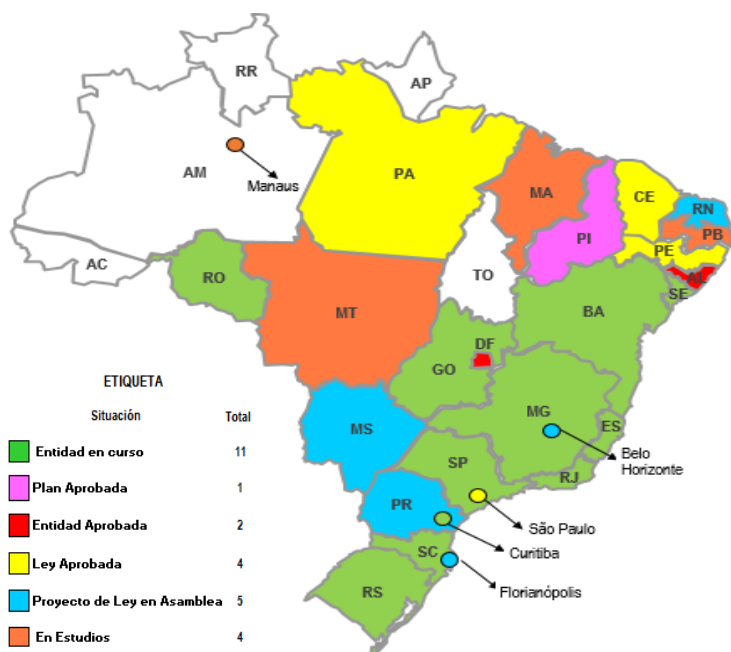 RR
AP
AM
Manaus
PA
MA
CE
RN
PB
PI
PE
AL
SE
AC
RO
TO
BA
MT
DF
GO
MG
ES
Belo
Horizonte
MS
SP
RJ
São Paulo
PR
Curitiba
SC
Florianópolis
RS
ETIQUETA
Situación Total
Entidad en curso 11
Plan Aprobada 1
Entidad Aprobada 2
Ley Aprobada 4
Proyecto de Ley en Asamblea 5
En Estudios 4